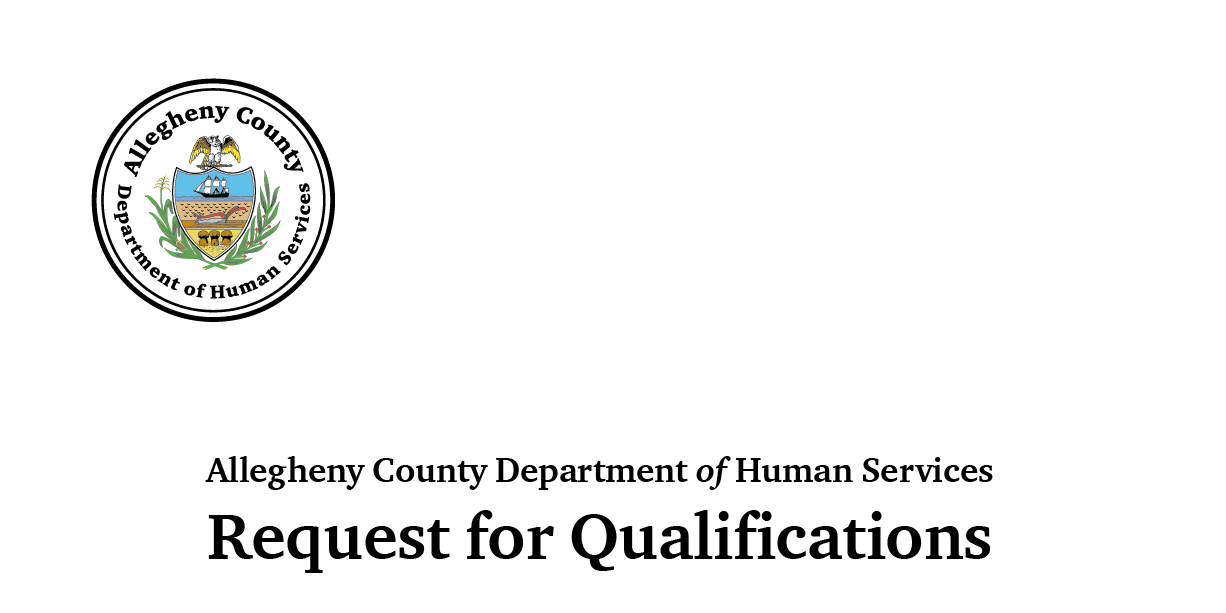 Allegheny County
Department of Human Services
Allegheny County Department of Human Services
Request for Qualifications